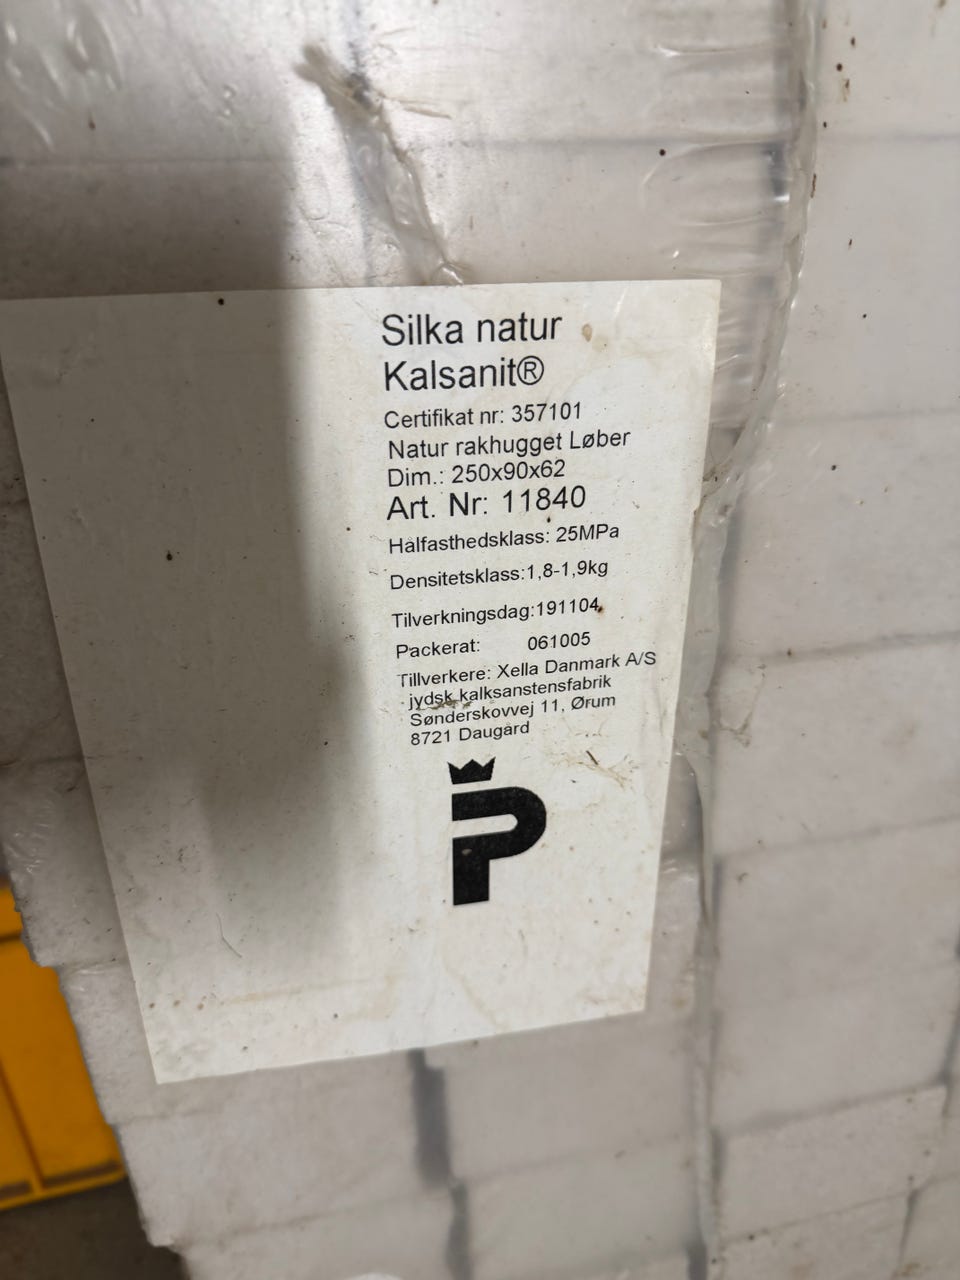 Silka natur
Kalsanit®
Certifikat nr: 357101
Natur rakhugget Løber
Dim.: 250x90x62
Art. Nr: 11840
Halfasthedsklass: 25MPa
Densitetsklass:1,8-1,9kg
Tilverkningsdag:191104
Packerat: 061005
Tillverkere: Xella Danmark A/S
jydsk kalksanstensfabrik
Sønderskovvej 11, Ørum
8721 Daugård
P